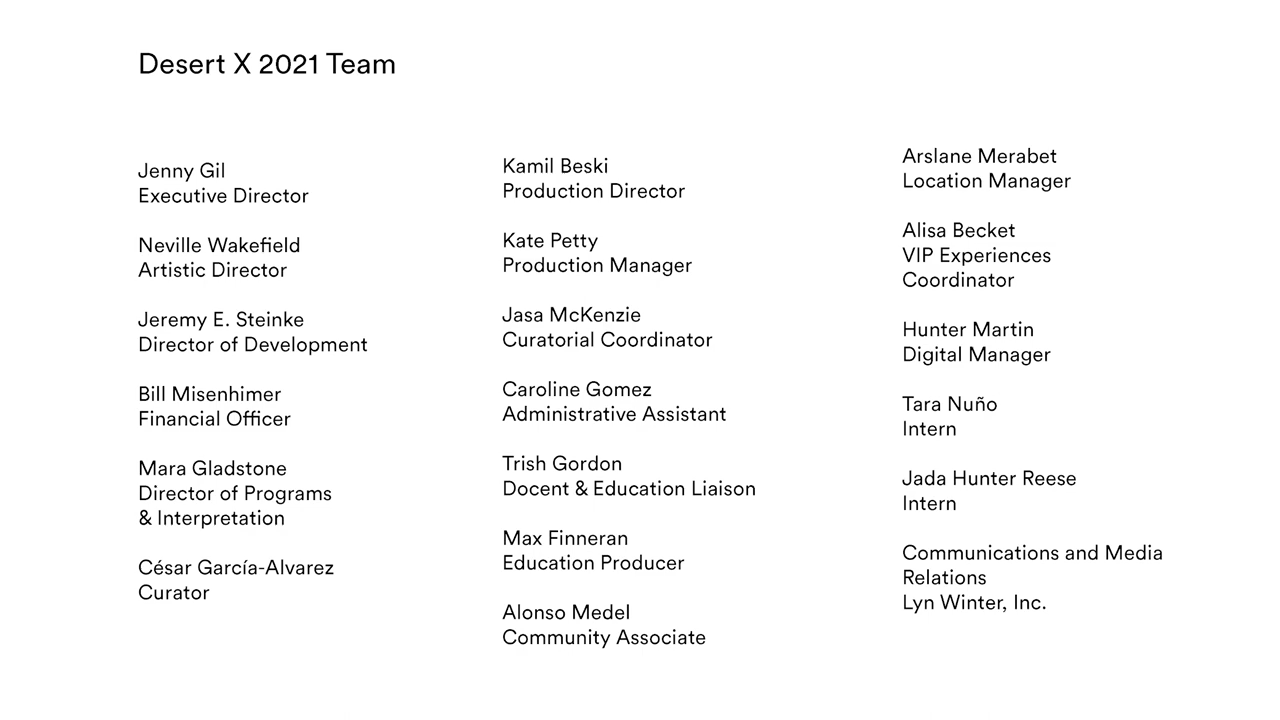 Desert X 2021 Team
Jenny Gil
Executive Director
Neville Wakefield
Artistic Director
Jeremy E. Steinke
Director of Development
Bill Misenhimer
Financial Officer
Mara Gladstone
Director of Programs
& Interpretation
César García-Alvarez
Curator
Kamil Beski
Production Director
Kate Petty
Production Manager
Jasa McKenzie
Curatorial Coordinator
Caroline Gomez
Administrative Assistant
Trish Gordon
Docent & Education Liaison
Max Finneran
Education Producer
Alonso Medel
Community Associate
Arslane Merabet
Location Manager
Alisa Becket
VIP Experiences
Coordinator
Hunter Martin
Digital Manager
Tara Nuño
Intern
Jada Hunter Reese
Intern
Communications and Media
Relations
Lyn Winter, Inc.